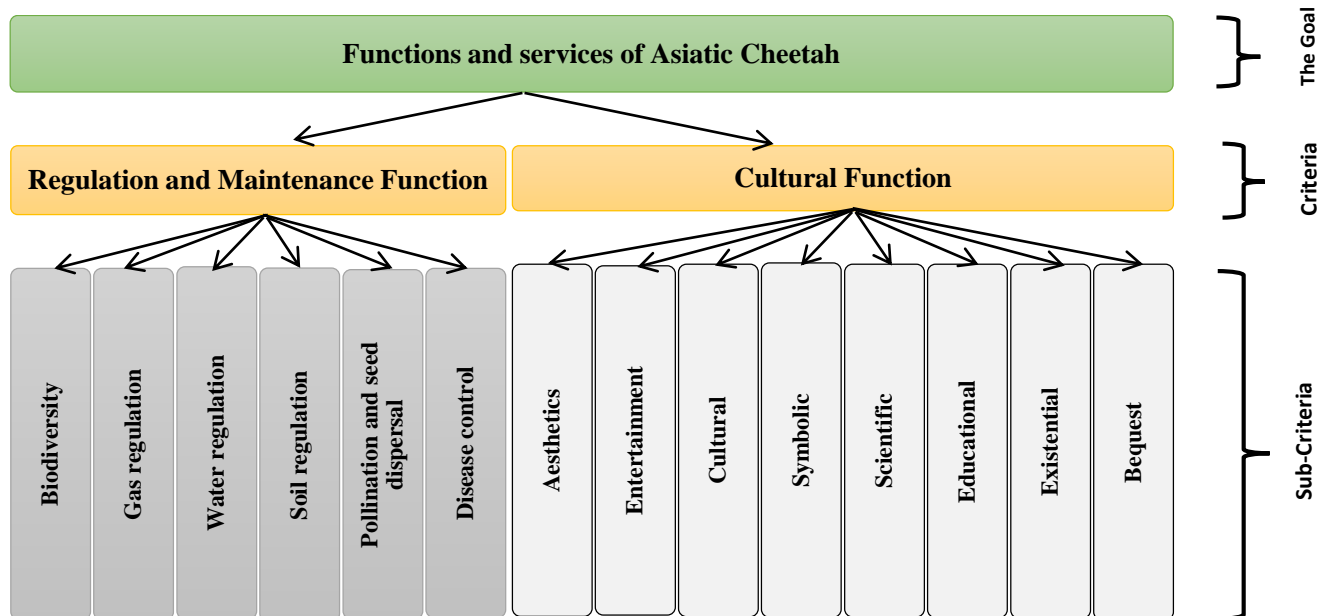 Functions and services of Asiatic Cheetah
The Goal
Regulation and Maintenance Function
Cultural Function
Criteria
Biodiversity
Gas regulation
Water regulation
Soil regulation
Pollination and seed
dispersal
Disease control
Aesthetics
Entertainment
Cultural
Symbolic
Scientific
Educational
Existential
Bequest
Sub-Criteria